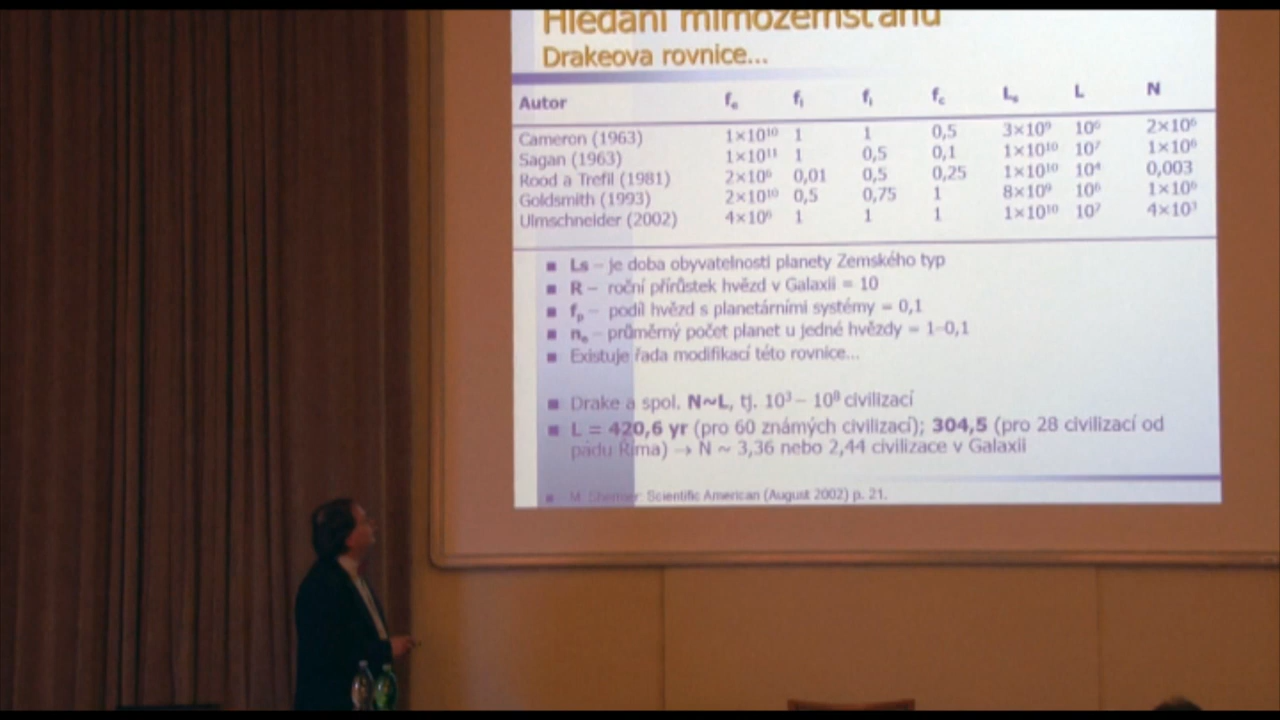 Hledání mimozemšťanů
Drakeova rovnice...
Autor fₑ fₗ fᵢ f꜀ Lₛ L N
Cameron (1963) 1×10¹⁰ 1 1 0,5 3×10⁹ 10⁶ 2×10⁶
Sagan (1963) 1×10¹¹ 1 0,5 0,1 1×10¹⁰ 10⁷ 1×10⁶
Rood a Trefil (1981) 2×10⁶ 0,01 0,5 0,25 1×10¹⁰ 10⁴ 0,003
Goldsmith (1993) 2×10¹⁰ 0,5 0,75 1 8×10⁹ 10⁶ 1×10⁶
Ulmschneider (2002) 4×10⁶ 1 1 1 1×10¹⁰ 10⁷ 4×10³
■ Ls – je doba obyvatelnosti planety Zemského typ
■ R – roční přírůstek hvězd v Galaxii = 10
■ fₚ – podíl hvězd s planetárními systémy = 0,1
■ nₑ – průměrný počet planet u jedné hvězdy = 1–0,1
■ Existuje řada modifikací této rovnice...
■ Drake a spol. N~L, tj. 10³ – 10⁸ civilizací
■ L = 420,6 yr (pro 60 známých civilizací); 304,5 (pro 28 civilizací od
pádu Říma) → N ~ 3,36 nebo 2,44 civilizace v Galaxii
■ M. Shermer: Scientific American (August 2002) p. 21.